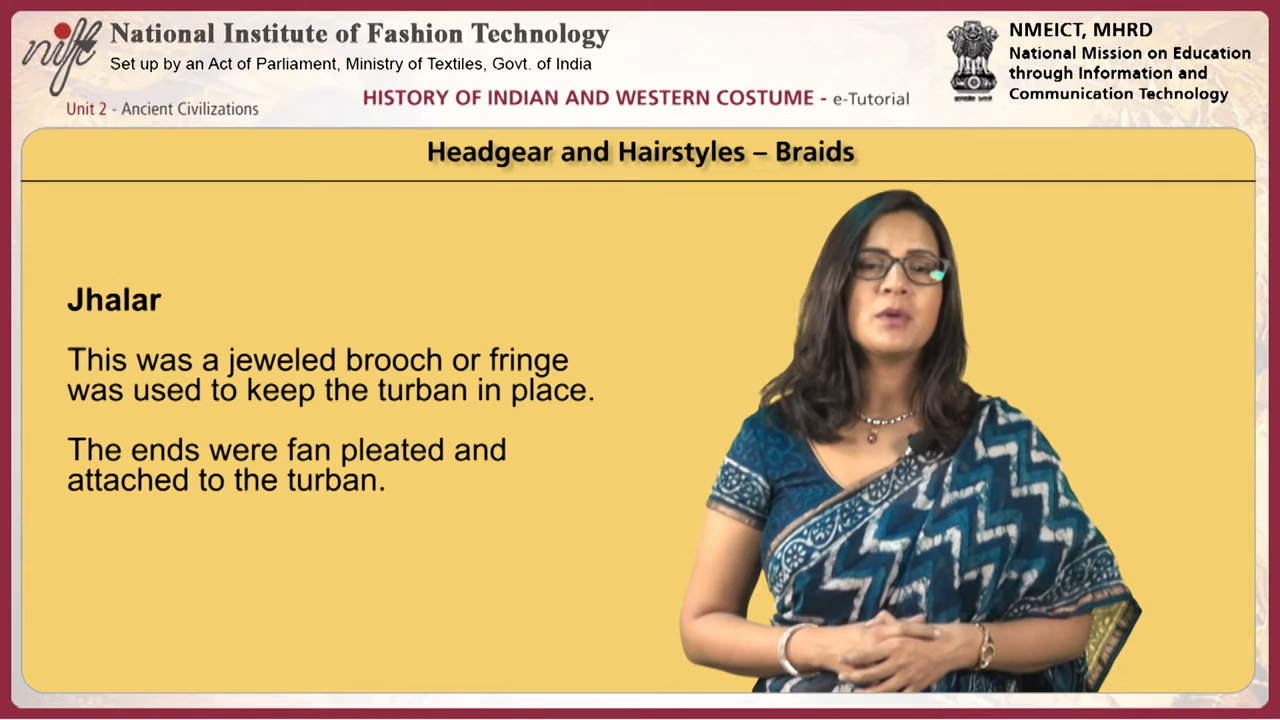 nift
National Institute of Fashion Technology
Set up by an Act of Parliament, Ministry of Textiles, Govt. of India
NMEICT, MHRD
National Mission on Education
through Information and
Communication Technology
Unit 2 - Ancient Civilizations
HISTORY OF INDIAN AND WESTERN COSTUME - e-Tutorial
Headgear and Hairstyles – Braids
Jhalar
This was a jeweled brooch or fringe
was used to keep the turban in place.
The ends were fan pleated and
attached to the turban.